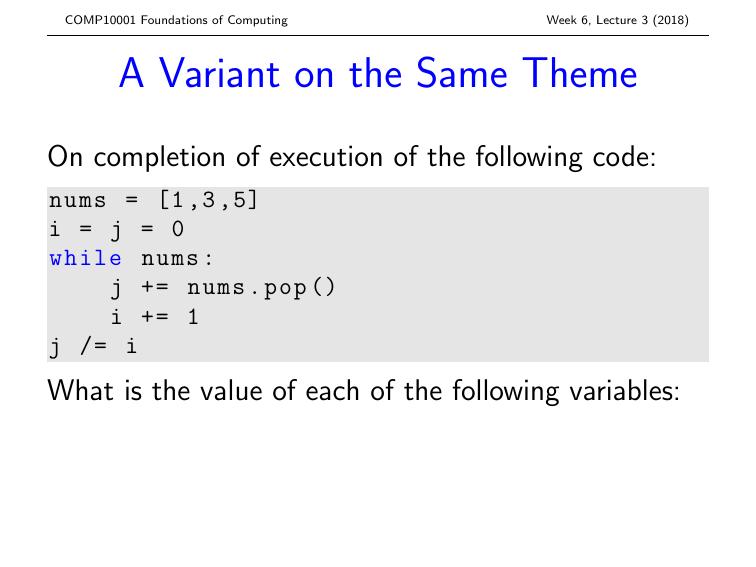 COMP10001 Foundations of Computing Week 6, Lecture 3 (2018)
A Variant on the Same Theme
On completion of execution of the following code:
nums = [1,3,5]
i = j = 0
while nums:
    j += nums.pop()
    i += 1
j /= i
What is the value of each of the following variables: